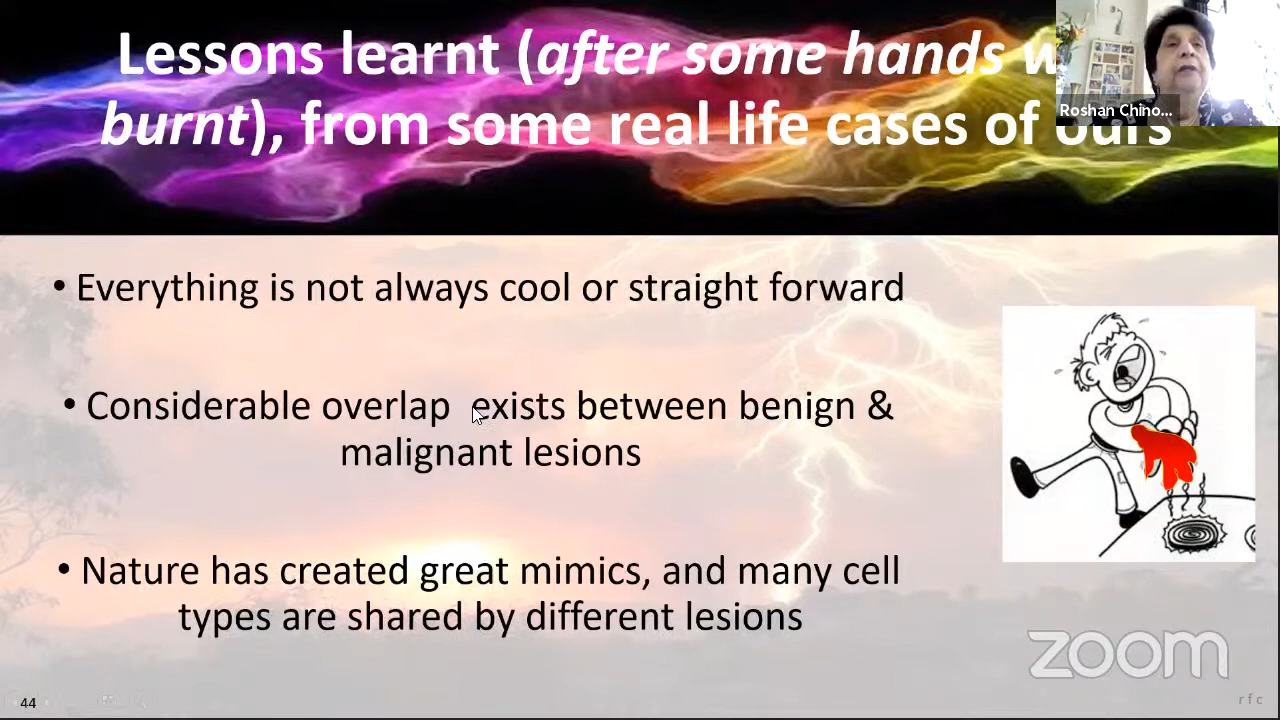 Lessons learnt (after some hands
burnt), from some real life cases of ours
Roshan Chino...
• Everything is not always cool or straight forward
• Considerable overlap exists between benign &
malignant lesions
• Nature has created great mimics, and many cell
types are shared by different lesions
zoom
44
rfc